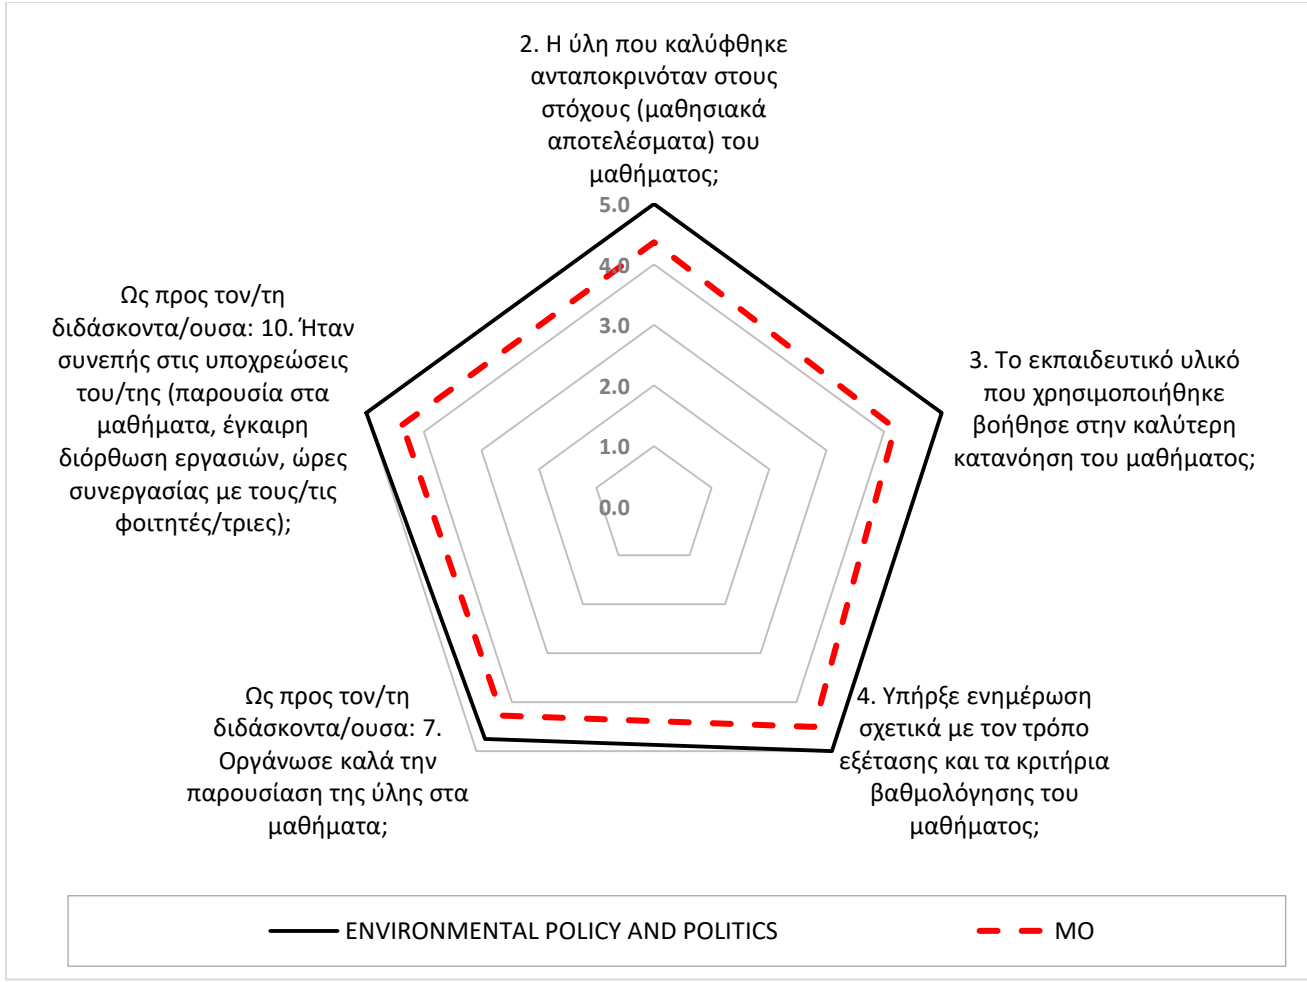 2. Η ύλη που καλύφθηκε
ανταποκρινόταν στους
στόχους (μαθησιακά
αποτελέσματα) του
μαθήματος;
5.0
4.0
3.0
2.0
1.0
0.0
3. Το εκπαιδευτικό υλικό
που χρησιμοποιήθηκε
βοήθησε στην καλύτερη
κατανόηση του μαθήματος;
4. Υπήρξε ενημέρωση
σχετικά με τον τρόπο
εξέτασης και τα κριτήρια
βαθμολόγησης του
μαθήματος;
Ως προς τον/τη
διδάσκοντα/ουσα: 7.
Οργάνωσε καλά την
παρουσίαση της ύλης στα
μαθήματα;
Ως προς τον/τη
διδάσκοντα/ουσα: 10. Ήταν
συνεπής στις υποχρεώσεις
του/της (παρουσία στα
μαθήματα, έγκαιρη
διόρθωση εργασιών, ώρες
συνεργασίας με τους/τις
φοιτητές/τριες);
ENVIRONMENTAL POLICY AND POLITICS
ΜΟ